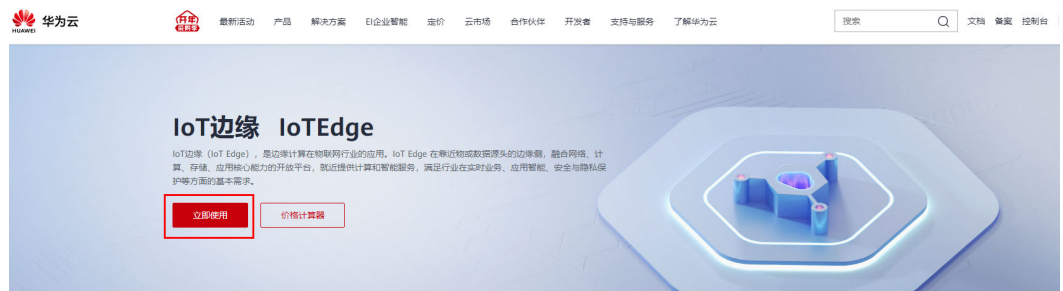 HUAWEI
华为云
开年
最新活动 产品 解决方案 EI企业智能 定价 云市场 合作伙伴 开发者 支持与服务 了解华为云
搜索
文档 备案 控制台
IoT边缘 IoTEdge
IoT边缘（IoT Edge），是边缘计算在物联网行业的应用。IoT Edge 在靠近物或数据源头的边缘侧，融合网络、计
算、存储、应用核心能力的开放平台，就近提供计算和智能服务，满足行业在实时业务、应用智能、安全与隐私保
护等方面的基本需求。
立即使用 价格计算器